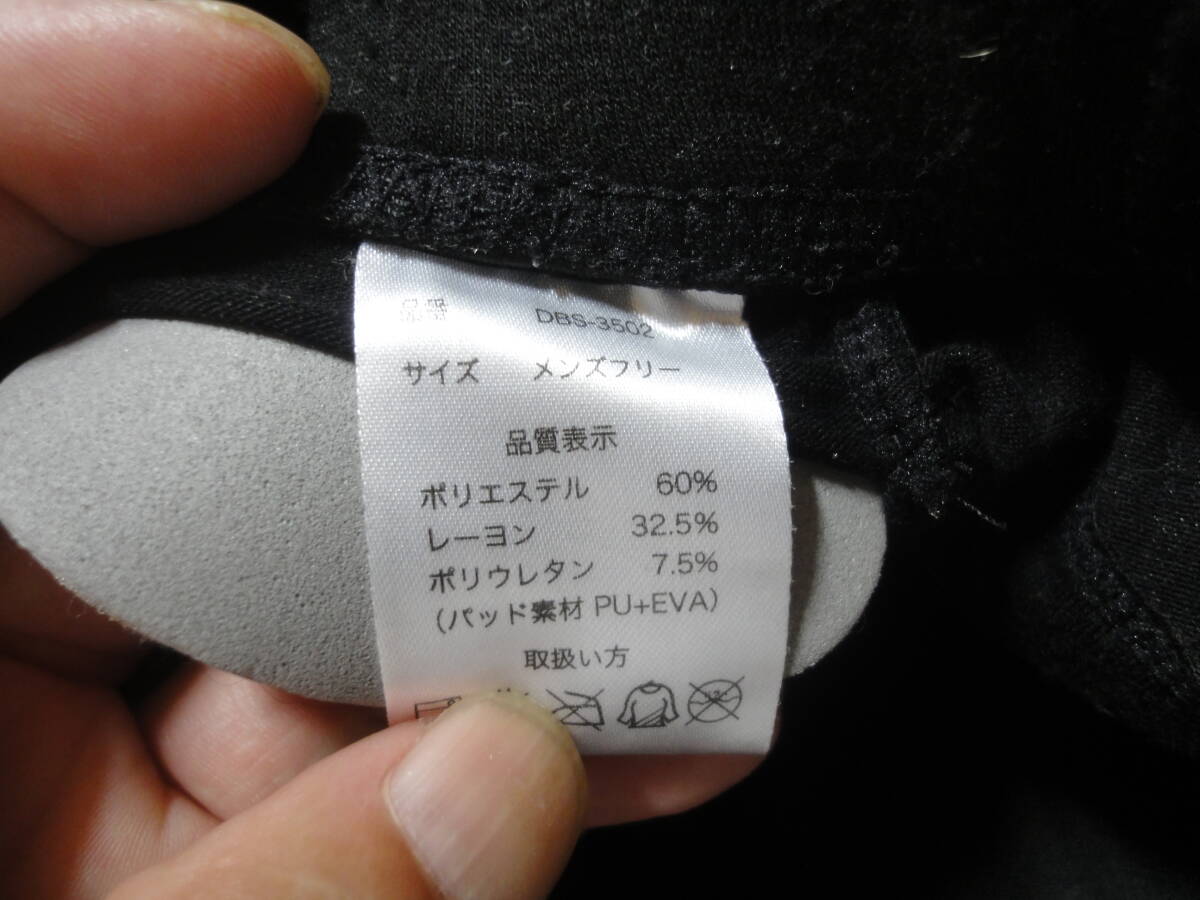 品番 DBS-3502
サイズ メンズフリー
品質表示
ポリエステル 60%
レーヨン 32.5%
ポリウレタン 7.5%
(パッド素材 PU+EVA)
取扱い方